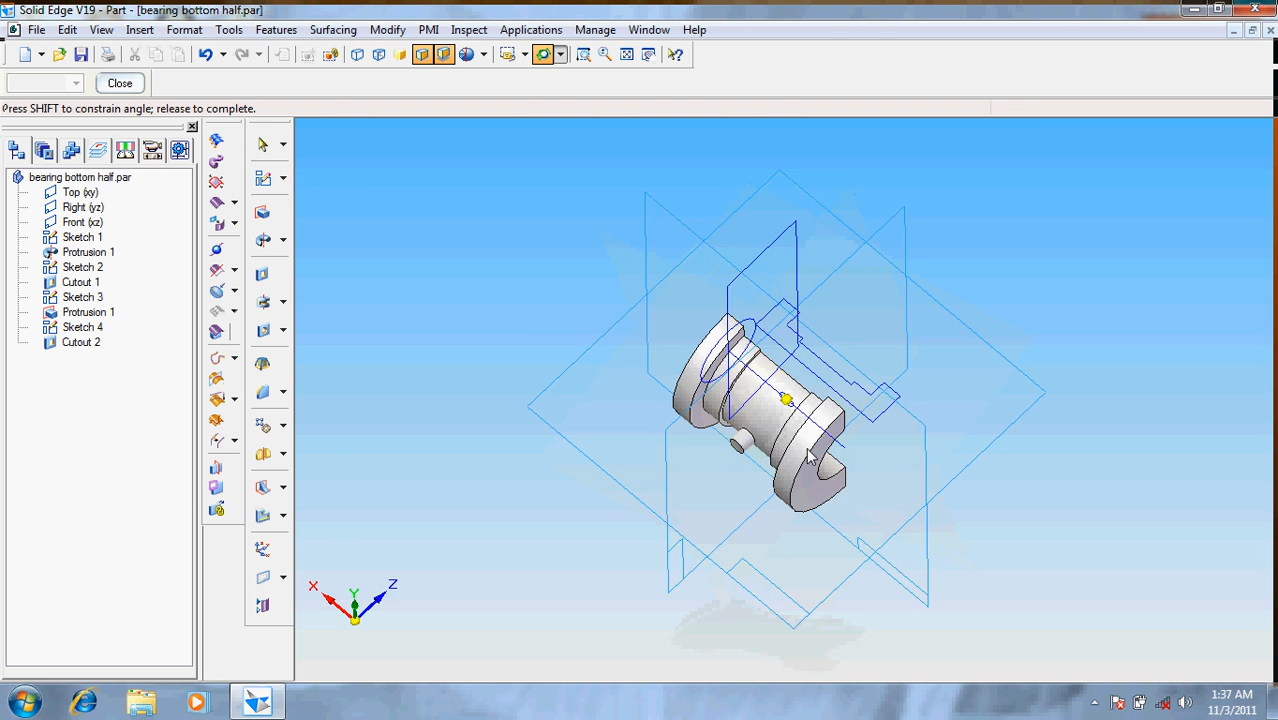 Solid Edge V19 - Part - [bearing bottom half.par]
File Edit View Insert Format Tools Features Surfacing Modify PMI Inspect Applications Manage Window Help
Close
Press SHIFT to constrain angle; release to complete.
bearing bottom half.par
Top (xy)
Right (yz)
Front (xz)
Sketch 1
Protrusion 1
Sketch 2
Cutout 1
Sketch 3
Protrusion 1
Sketch 4
Cutout 2
X
Y
Z
1:37 AM
11/3/2011